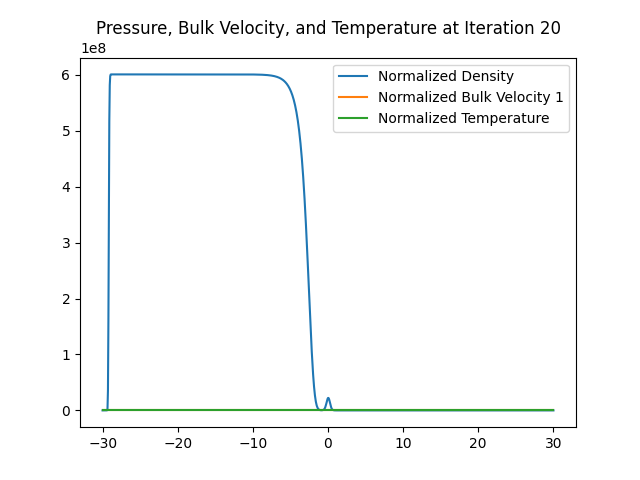 Pressure, Bulk Velocity, and Temperature at Iteration 20
1e8
Normalized Density
Normalized Bulk Velocity 1
Normalized Temperature
6
5
4
3
2
1
0
−30
−20
−10
0
10
20
30